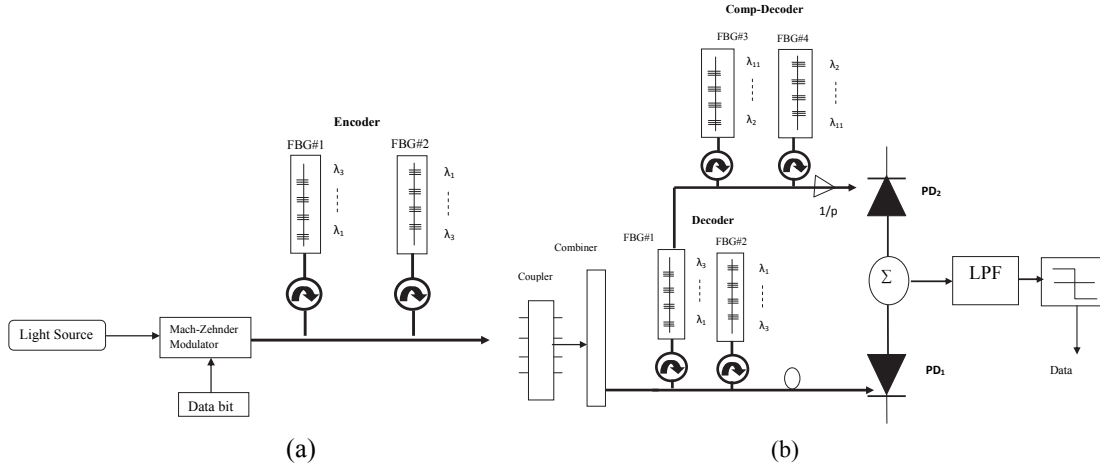 Encoder
FBG#1
FBG#2
λ3
λ1
λ1
λ3
Light Source
Mach-Zehnder
Modulator
Data bit
(a)
Comp-Decoder
FBG#3
FBG#4
λ11
λ2
λ2
λ11
1/p
PD2
Decoder
FBG#1
FBG#2
Combiner
Coupler
λ3
λ1
λ1
λ3
Σ
LPF
PD1
Data
(b)